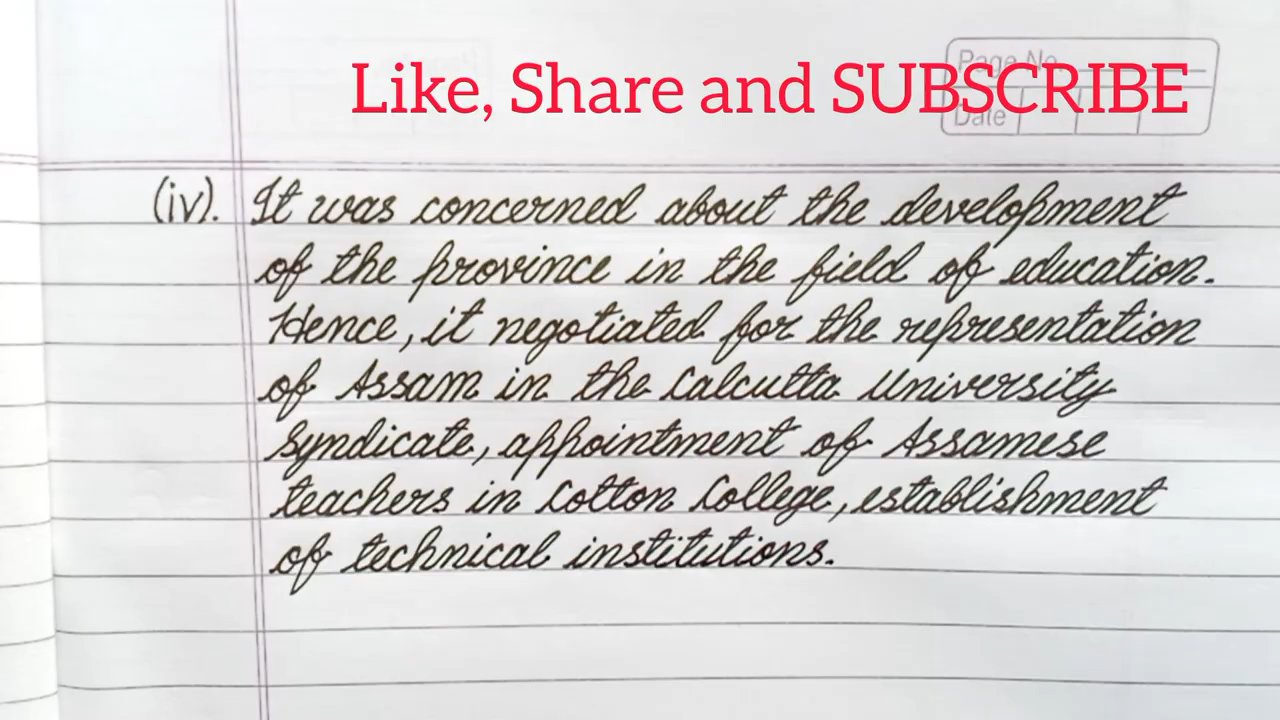 Like, Share and SUBSCRIBE
Page No.
Date
(iv). It was concerned about the development
of the province in the field of education.
Hence, it negotiated for the representation
of Assam in the Calcutta University
Syndicate, appointment of Assamese
teachers in Cotton College, establishment
of technical institutions.